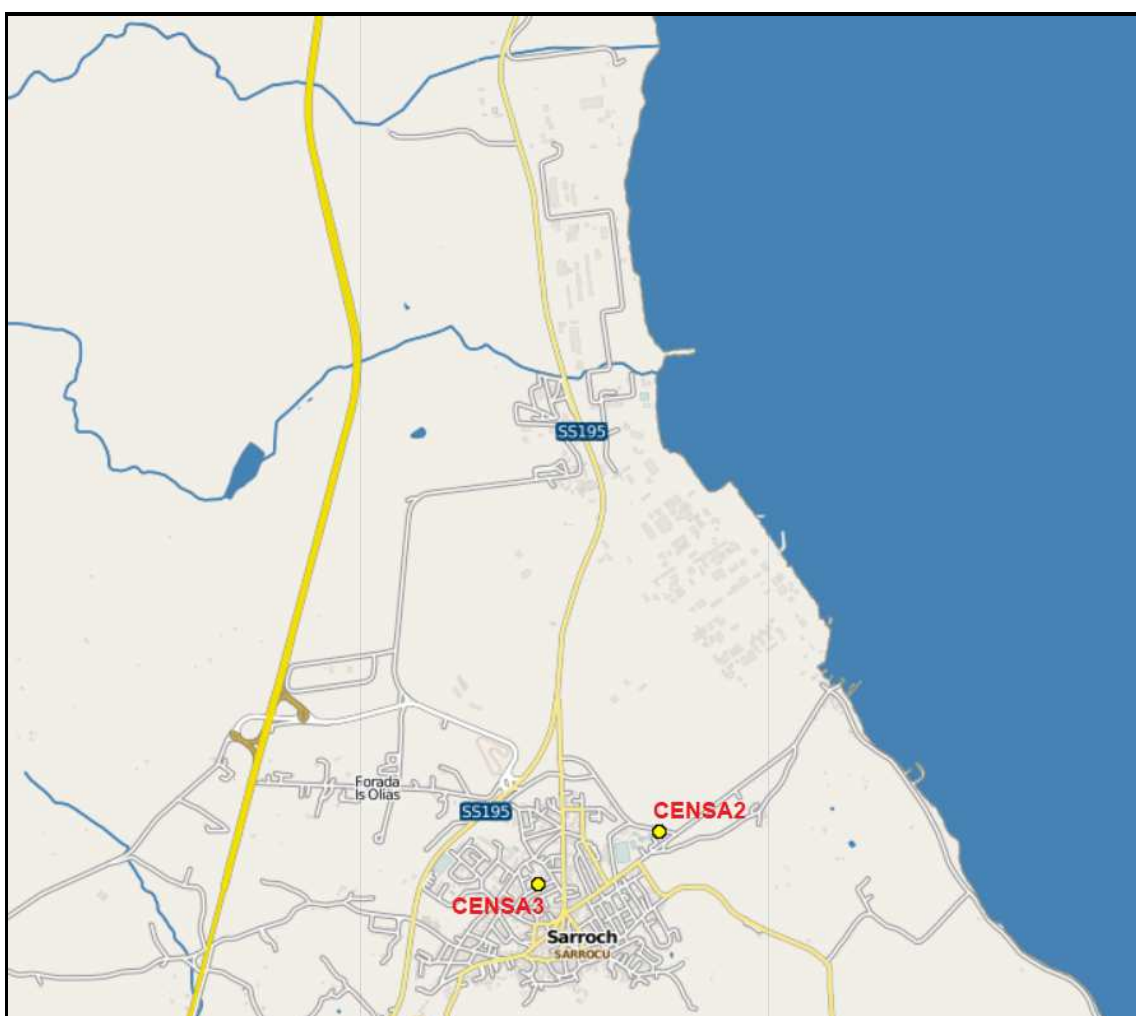 SS195
Forada
Is Olias
SS195
CENSA2
CENSA3
Sarroch
SARROCU